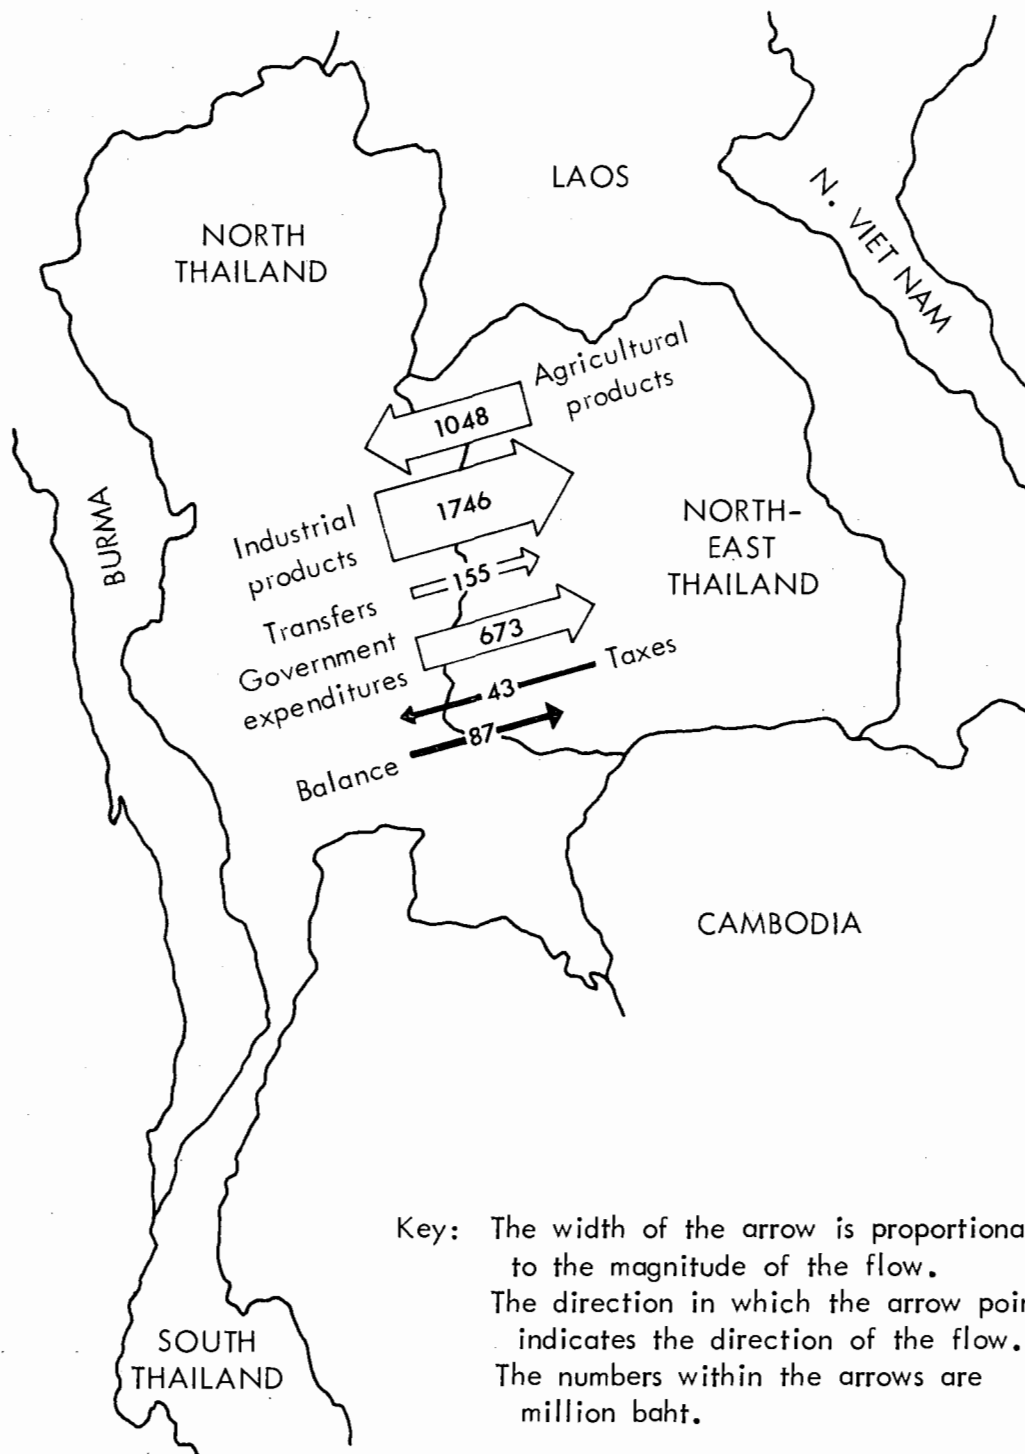 LAOS
N. VIET NAM
NORTH
THAILAND
Agricultural
products
1048
1746
Industrial
products
BURMA
NORTH-
EAST
THAILAND
155
Transfers
673
Government
expenditures
Taxes
43
87
Balance
CAMBODIA
Key: The width of the arrow is proportiona
to the magnitude of the flow.
The direction in which the arrow poin
indicates the direction of the flow.
The numbers within the arrows are
million baht.
SOUTH
THAILAND